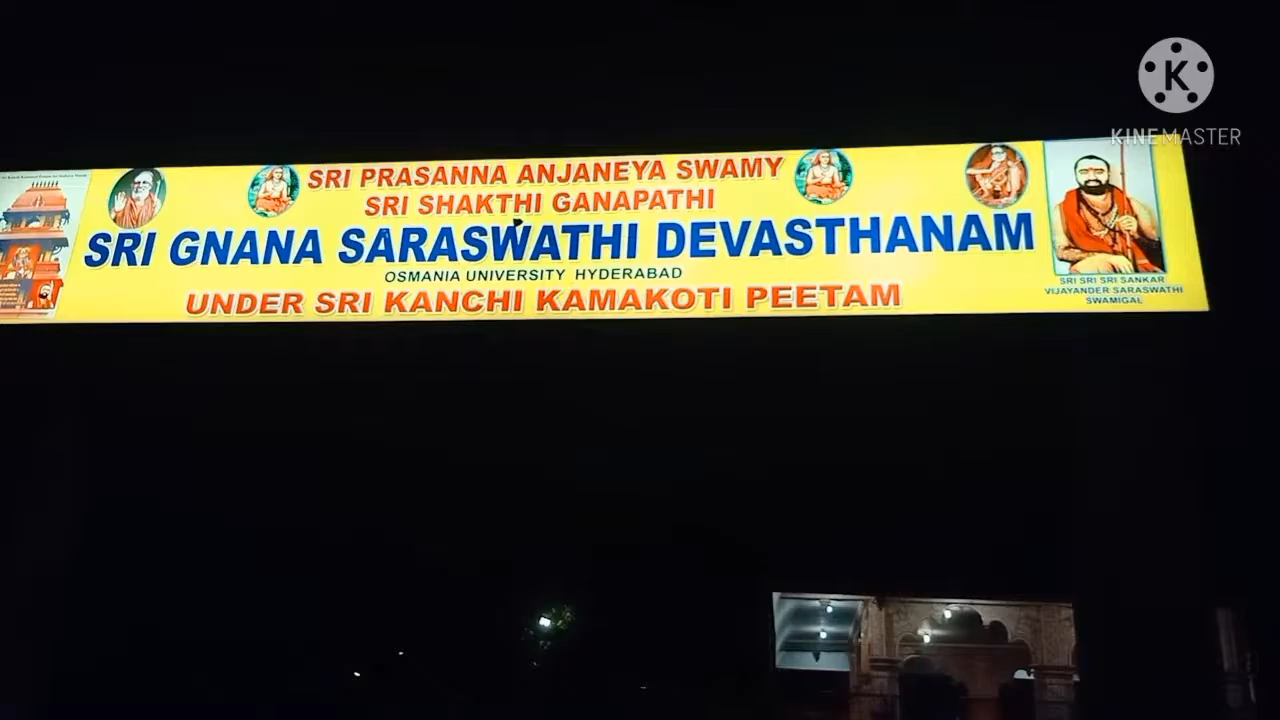 K
KINEMASTER
SRI PRASANNA ANJANEYA SWAMY
SRI SHAKTHI GANAPATHI
SRI GNANA SARASWATHI DEVASTHANAM
OSMANIA UNIVERSITY HYDERABAD
UNDER SRI KANCHI KAMAKOTI PEETAM
SRI SRI SRI SANKAR
VIJAYANDER SARASWATHI
SWAMIGAL